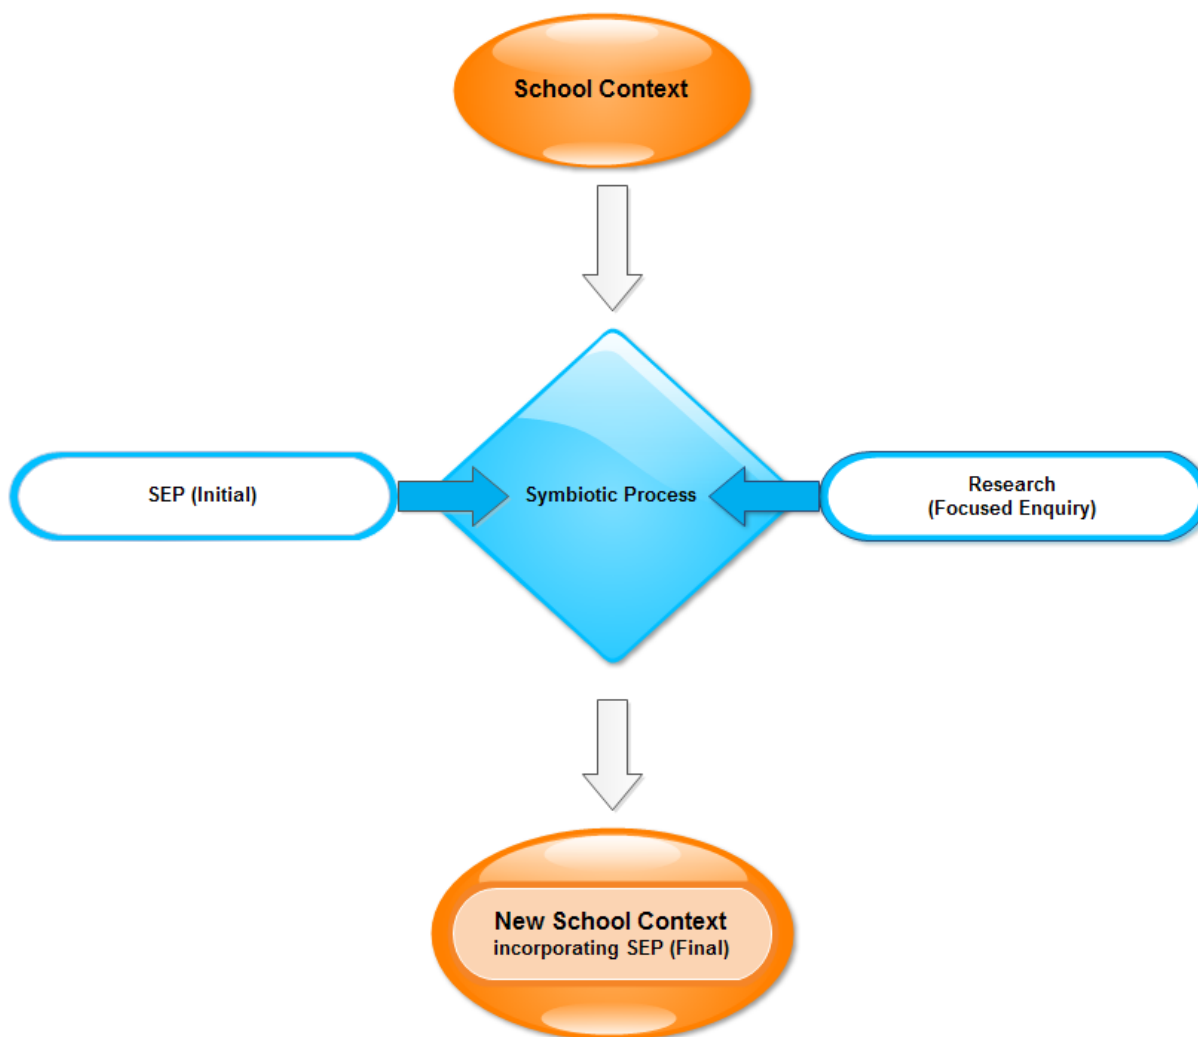 School Context
SEP (Initial)
Symbiotic Process
Research
(Focused Enquiry)
New School Context
incorporating SEP (Final)